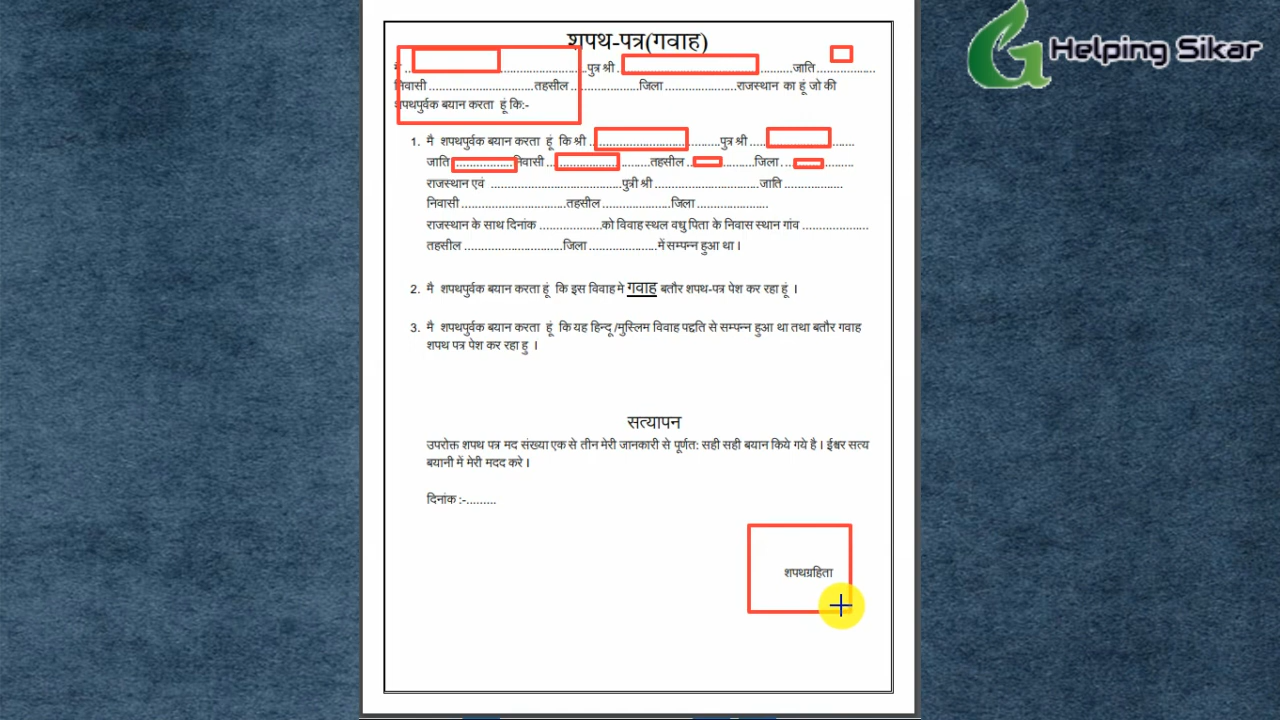 शपथ-पत्र(गवाह)
Helping Sikar
मै ...............................पुत्र श्री ...............................जाति ..................
निवासी ................................तहसील ....................जिला ......................राजस्थान का हूं जो की
शपथपुर्वक बयान करता हूं कि:-
1. मै शपथपुर्वक बयान करता हूं कि श्री ................................पुत्र श्री ...........................
जाति ..................निवासी ...........................तहसील ....................जिला ....................
राजस्थान एवं .......................................पुत्री श्री ...............................जाति ..................
निवासी ................................तहसील ....................जिला ......................
राजस्थान के साथ दिनांक ...................को विवाह स्थल वधु पिता के निवास स्थान गांव ....................
तहसील ..............................जिला .....................में सम्पन्न हुआ था ।
2. मै शपथपुर्वक बयान करता हूं कि इस विवाह मे गवाह बतौर शपथ-पत्र पेश कर रहा हूं ।
3. मै शपथपुर्वक बयान करता हूं कि यह हिन्दू /मुस्लिम विवाह पद्दति से सम्पन्न हुआ था तथा बतौर गवाह
शपथ पत्र पेश कर रहा हु ।
सत्यापन
उपरोक्त शपथ पत्र मद संख्या एक से तीन मेरी जानकारी से पूर्णत: सही सही बयान किये गये है । ईश्वर सत्य
बयानी में मेरी मदद करे ।
दिनांक :-.........
शपथग्रहिता